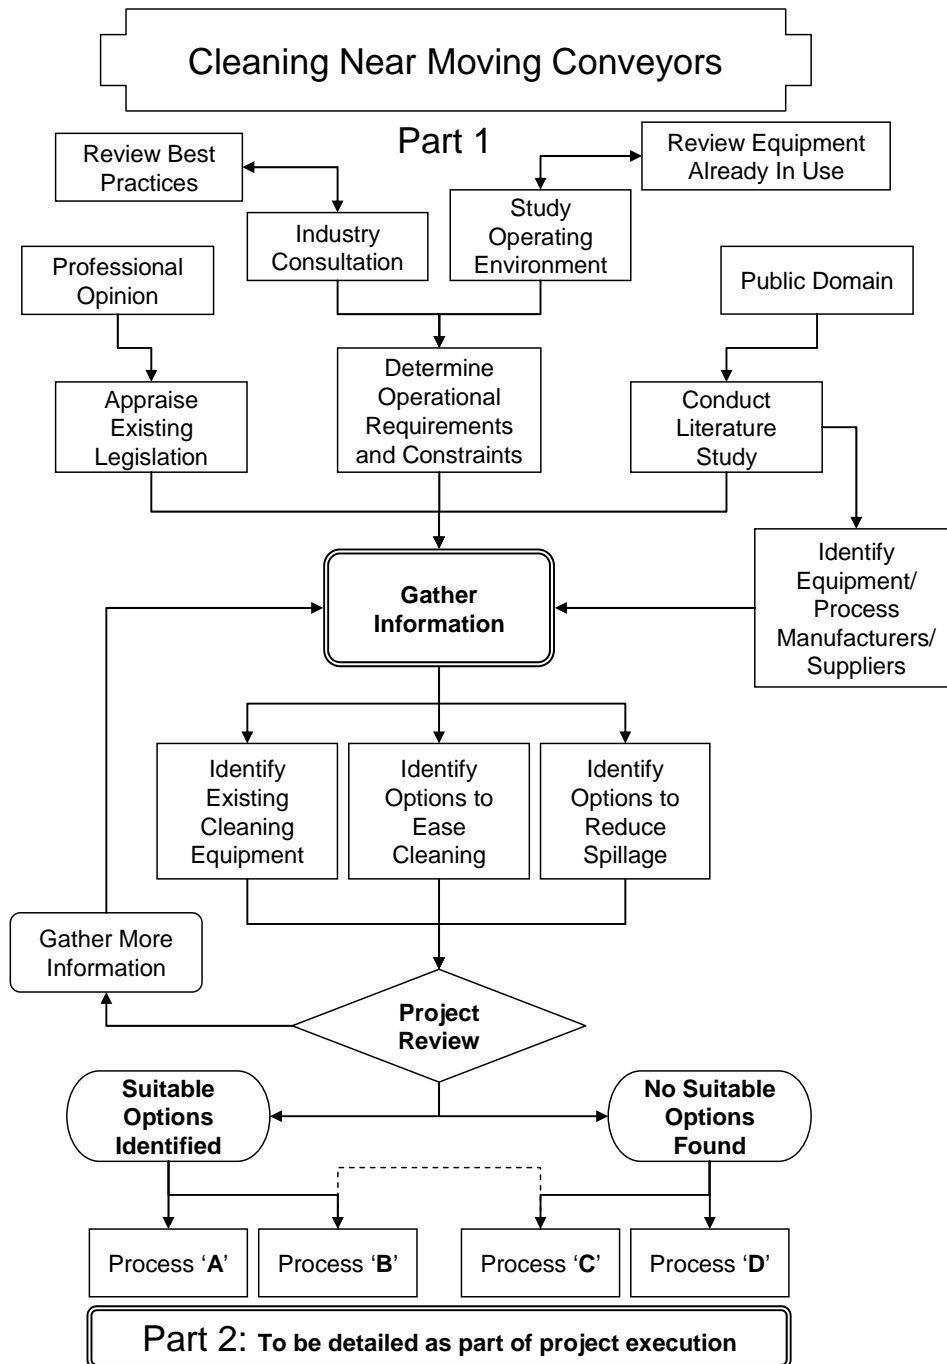 Cleaning Near Moving Conveyors
Part 1
Review Best
Practices
Review Equipment
Already In Use
Industry
Consultation
Study
Operating
Environment
Professional
Opinion
Public Domain
Appraise
Existing
Legislation
Determine
Operational
Requirements
and Constraints
Conduct
Literature
Study
Identify
Equipment/
Process
Manufacturers/
Suppliers
Gather
Information
Identify
Existing
Cleaning
Equipment
Identify
Options to
Ease
Cleaning
Identify
Options to
Reduce
Spillage
Gather More
Information
Project
Review
Suitable
Options
Identified
No Suitable
Options
Found
Process ‘A’
Process ‘B’
Process ‘C’
Process ‘D’
Part 2: To be detailed as part of project execution